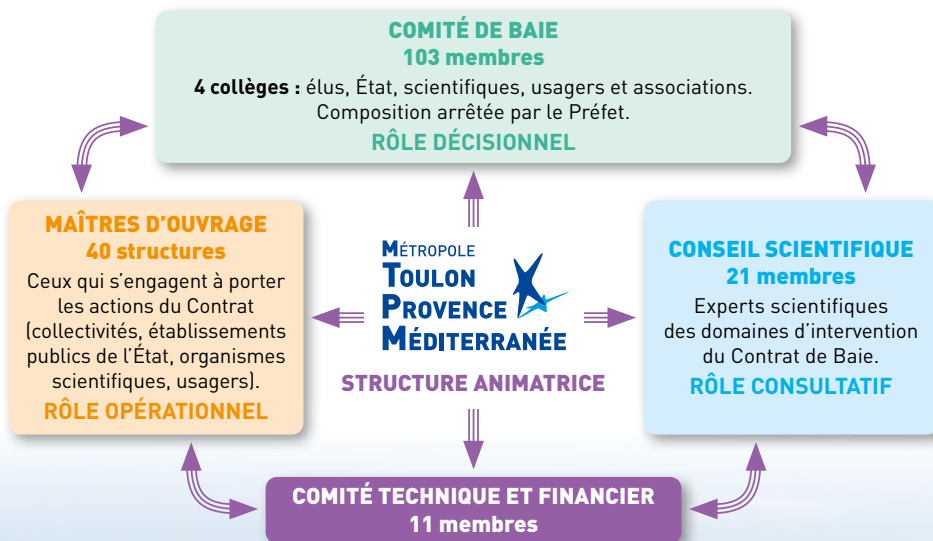 COMITÉ DE BAIE
103 membres
4 collèges : élus, État, scientifiques, usagers et associations.
Composition arrêtée par le Préfet.
RÔLE DÉCISIONNEL
MAÎTRES D'OUVRAGE
40 structures
Ceux qui s'engagent à porter
les actions du Contrat
(collectivités, établissements
publics de l'État, organismes
scientifiques, usagers).
RÔLE OPÉRATIONNEL
MÉTROPOLE
TOULON
PROVENCE
MÉDITERRANÉE
STRUCTURE ANIMATRICE
CONSEIL SCIENTIFIQUE
21 membres
Experts scientifiques
des domaines d'intervention
du Contrat de Baie.
RÔLE CONSULTATIF
COMITÉ TECHNIQUE ET FINANCIER
11 membres